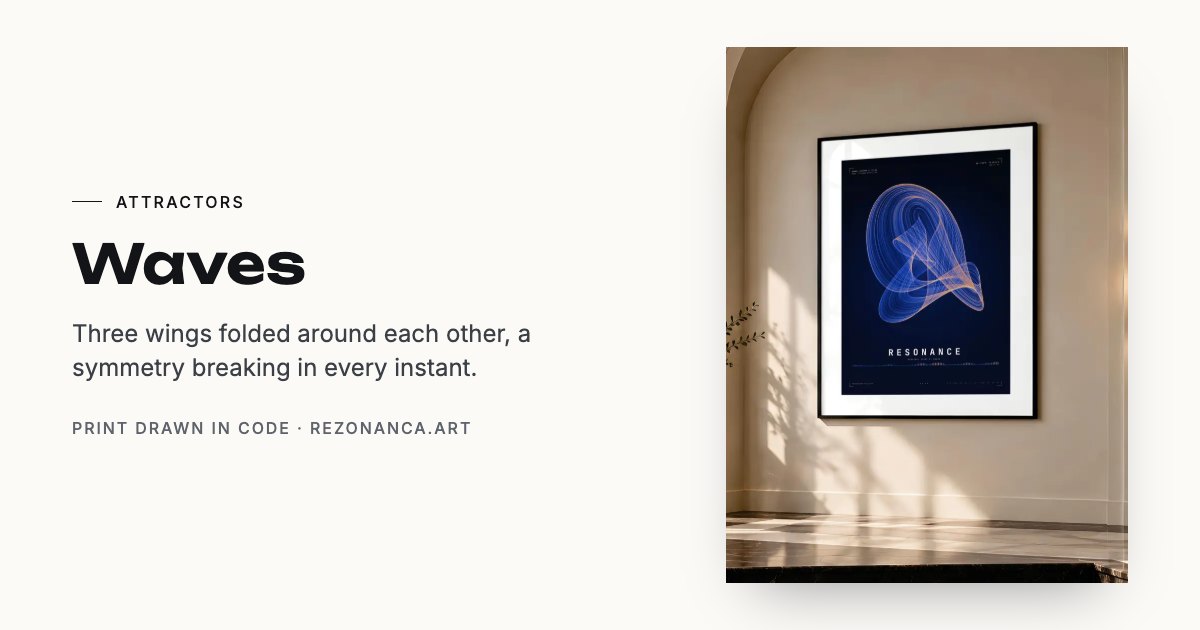 ATTRACTORS
Waves
Three wings folded around each other, a
symmetry breaking in every instant.
PRINT DRAWN IN CODE · REZONANCA.ART
RESONANCE